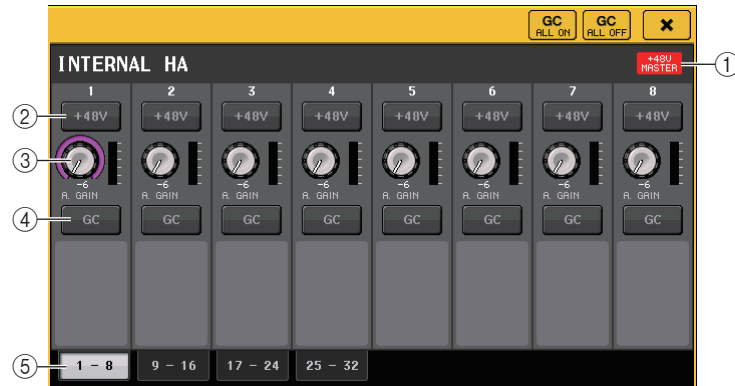 GC ALL ON GC ALL OFF ×
INTERNAL HA +48V MASTER ①
1 2 3 4 5 6 7 8
② +48V +48V +48V +48V +48V +48V +48V +48V
③ -6 -6 -6 -6 -6 -6 -6 -6
A. GAIN A. GAIN A. GAIN A. GAIN A. GAIN A. GAIN A. GAIN A. GAIN
④ GC GC GC GC GC GC GC GC
⑤ 1 - 8 9 - 16 17 - 24 25 - 32